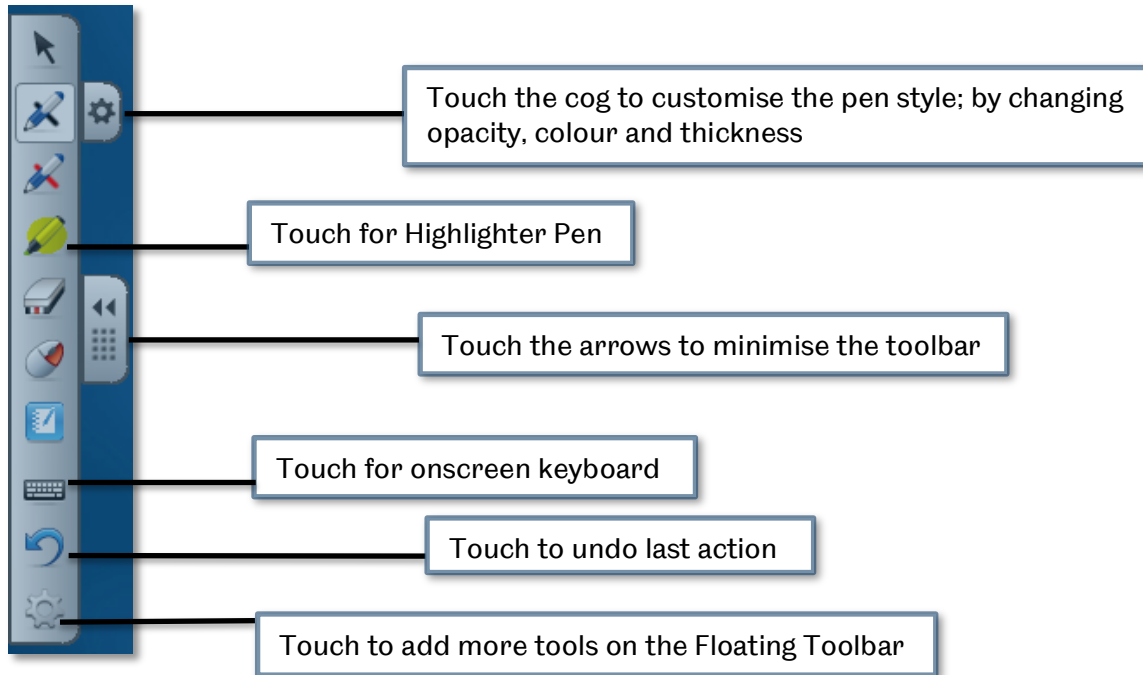 Touch the cog to customise the pen style; by changing
opacity, colour and thickness
Touch for Highlighter Pen
Touch the arrows to minimise the toolbar
Touch for onscreen keyboard
Touch to undo last action
Touch to add more tools on the Floating Toolbar